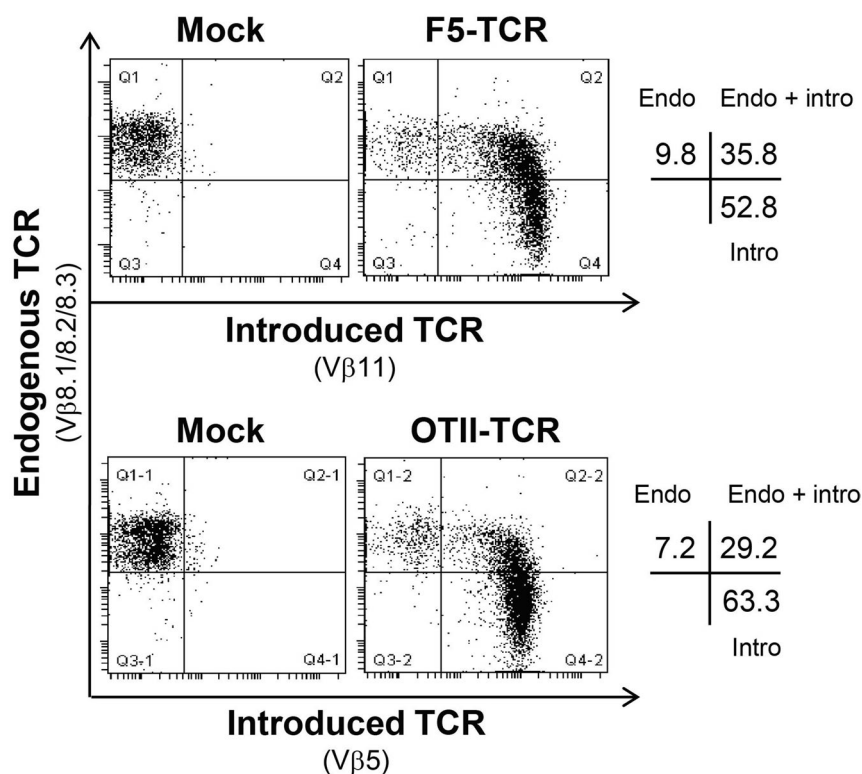 Mock
F5-TCR
Q1
Q2
Q3
Q4
Q1
Q2
Q3
Q4
Endo
Endo + intro
9.8
35.8
52.8
Intro
Endogenous TCR
(Vβ8.1/8.2/8.3)
Introduced TCR
(Vβ11)
Mock
OTII-TCR
Q1-1
Q2-1
Q3-1
Q4-1
Q1-2
Q2-2
Q3-2
Q4-2
Endo
Endo + intro
7.2
29.2
63.3
Intro
Introduced TCR
(Vβ5)